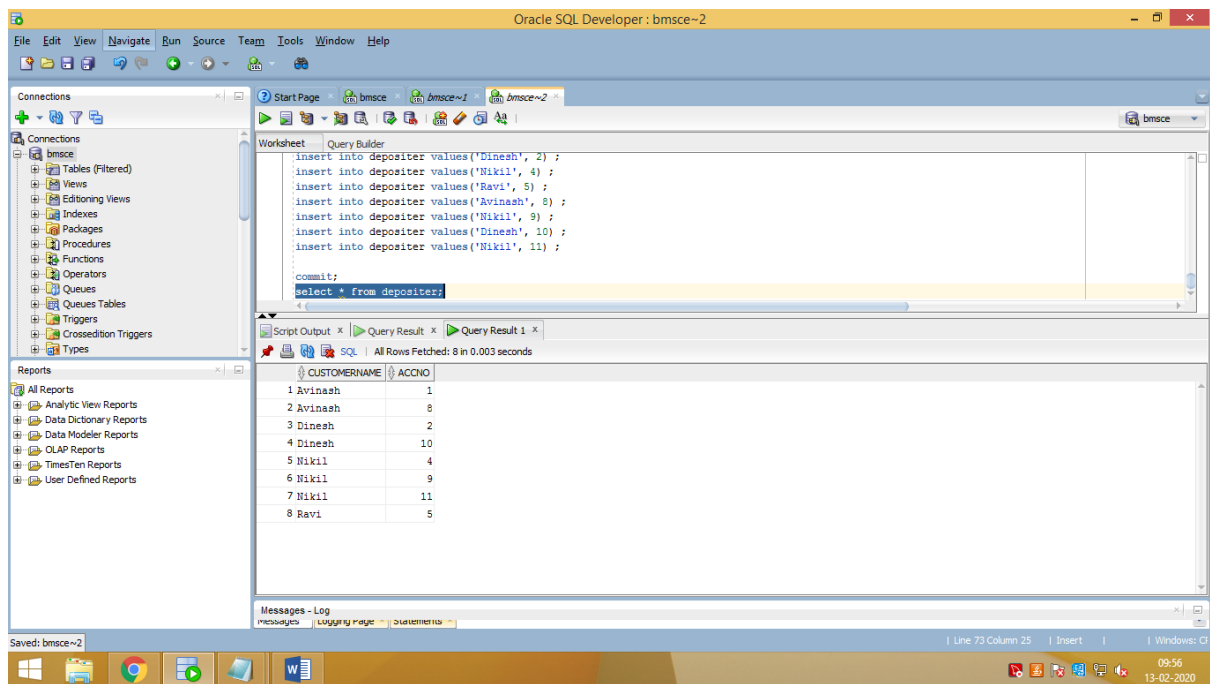 Oracle SQL Developer : bmsce~2
File Edit View Navigate Run Source Team Tools Window Help
Connections
Start Page bmsce bmsce~1 bmsce~2
bmsce
Connections
bmsce
Tables (Filtered)
Views
Editioning Views
Indexes
Packages
Procedures
Functions
Operators
Queues
Queues Tables
Triggers
Crossedition Triggers
Types
Worksheet Query Builder
insert into depositer values('Dinesh', 2) ;
insert into depositer values('Nikil', 4) ;
insert into depositer values('Ravi', 5) ;
insert into depositer values('Avinash', 8) ;
insert into depositer values('Nikil', 9) ;
insert into depositer values('Dinesh', 10) ;
insert into depositer values('Nikil', 11) ;
commit;
select * from depositer;
Script Output x Query Result x Query Result 1 x
SQL | All Rows Fetched: 8 in 0.003 seconds
CUSTOMERNAME ACCNO
1 Avinash 1
2 Avinash 8
3 Dinesh 2
4 Dinesh 10
5 Nikil 4
6 Nikil 9
7 Nikil 11
8 Ravi 5
Reports
All Reports
Analytic View Reports
Data Dictionary Reports
Data Modeler Reports
OLAP Reports
TimesTen Reports
User Defined Reports
Messages - Log
Messages Logging Page Statements
Saved: bmsce~2
| Line 73 Column 25 | Insert | | Windows: C
09:56
13-02-2020